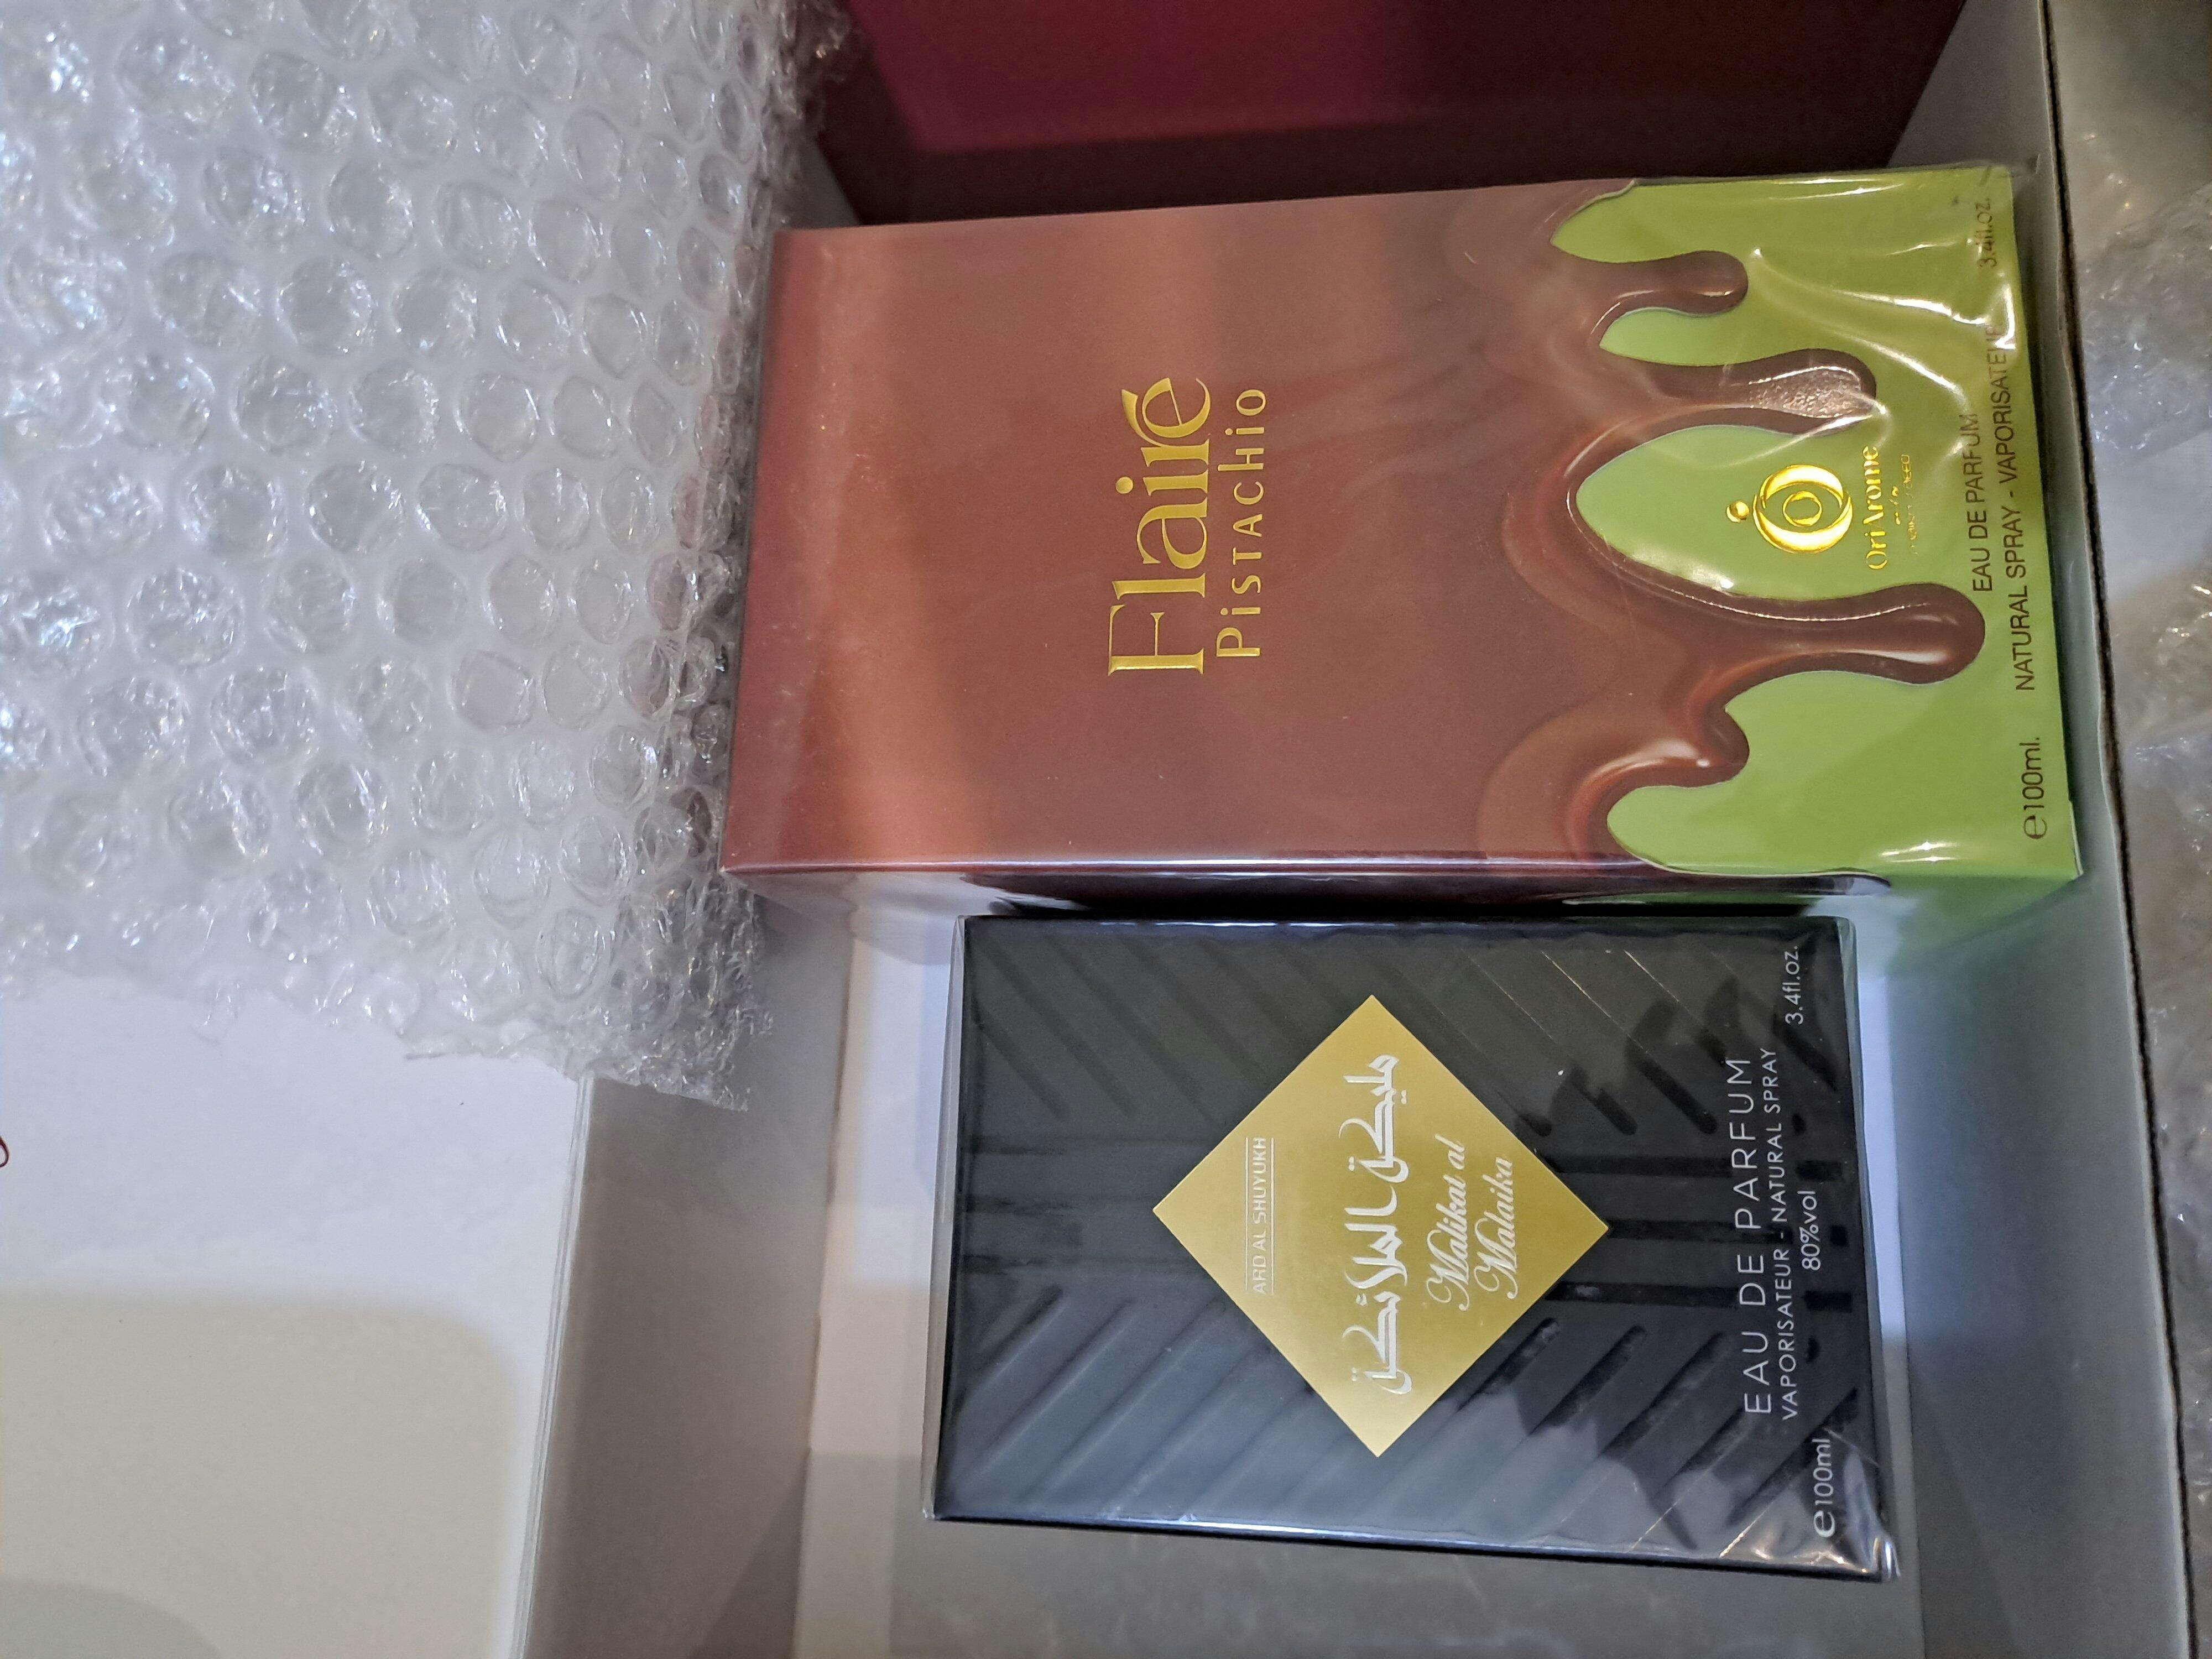 Flairé
PistAChio
OriArome
EAU DE PARFUM
NATURAL SPRAY - VAPORISATEUR
e100ml.
3.4fl.oz.
ARD AL SHUYUKH
مليكة الملائكة
Malikat al
Malaika
EAU DE PARFUM
VAPORISATEUR - NATURAL SPRAY
e100ml
80%vol
3.4fl.oz.